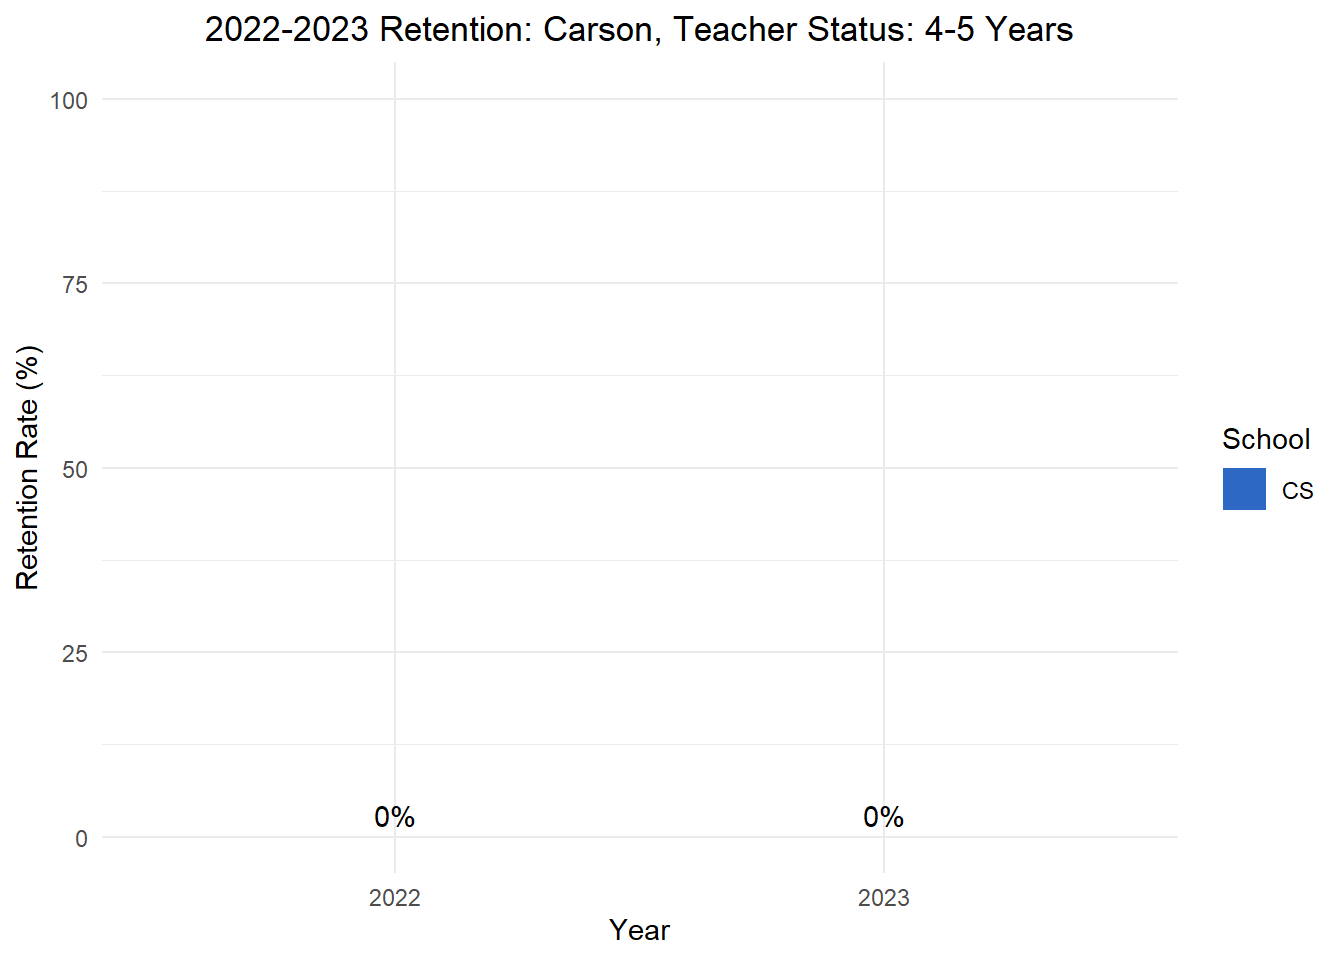 2022-2023 Retention: Carson, Teacher Status: 4-5 Years
Retention Rate (%)
100
75
50
25
0
0%
0%
2022
2023
Year
School
CS